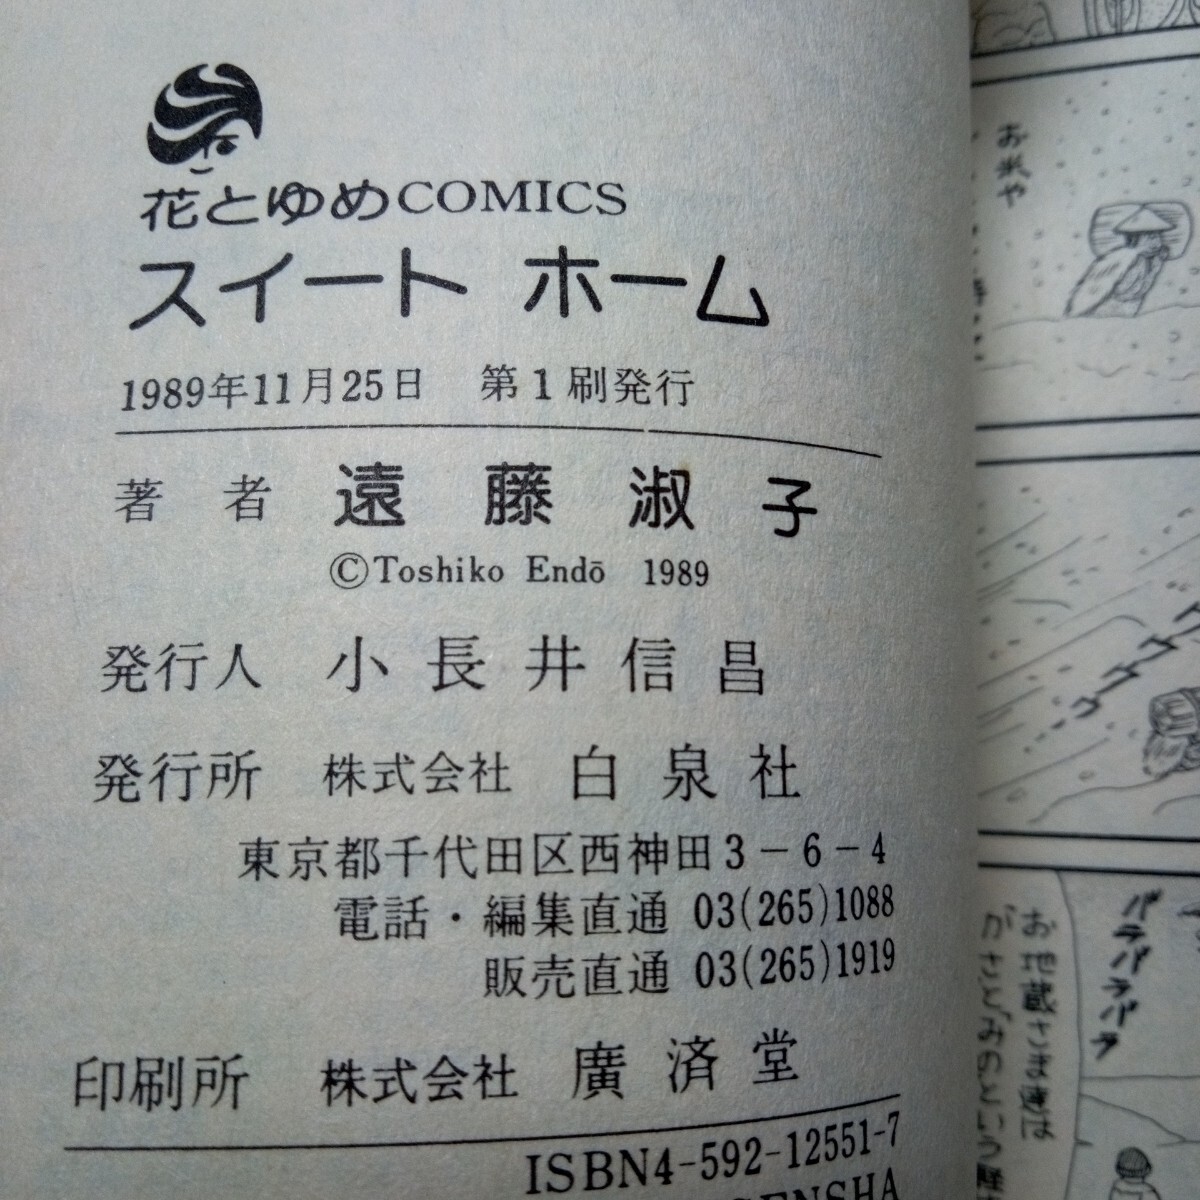 花とゆめCOMICS
スイート ホーム
1989年11月25日 第1刷発行
著者 遠藤淑子
©Toshiko Endō 1989
発行人 小長井信昌
発行所 株式会社 白泉社
東京都千代田区西神田3-6-4
電話・編集直通 03(265)1088
販売直通 03(265)1919
印刷所 株式会社 廣済堂
ISBN4-592-12551-7
お米や
ウウウ
パラパラパラ
お地蔵さま達は